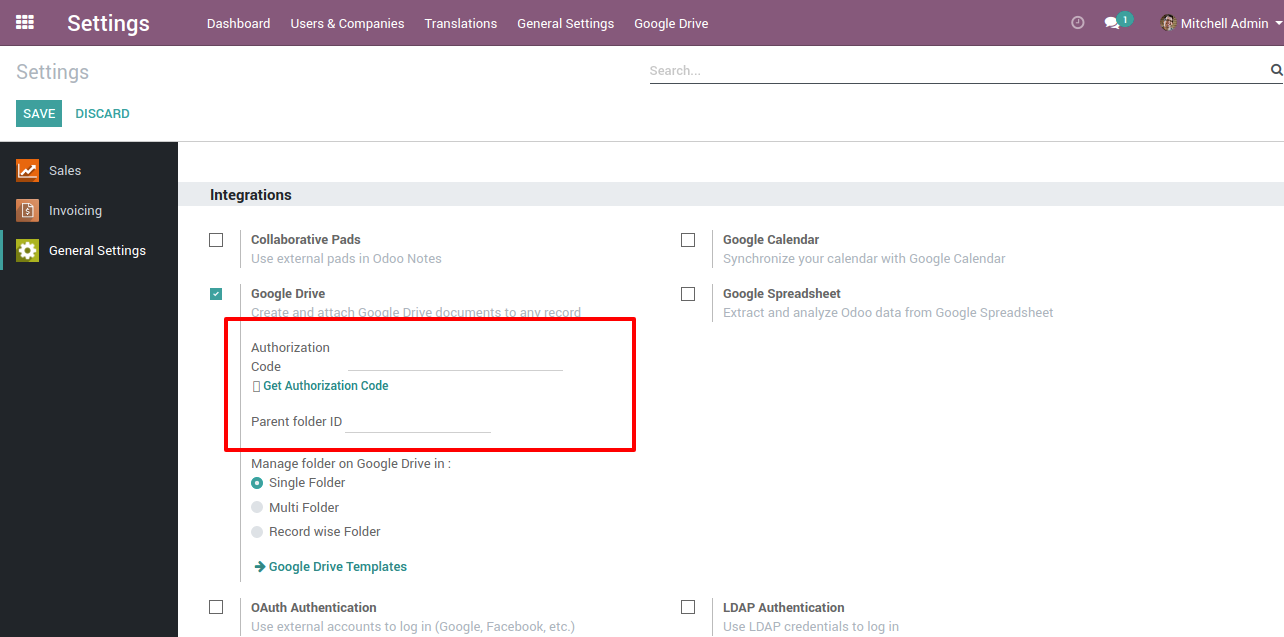 Settings Dashboard Users & Companies Translations General Settings Google Drive 1 Mitchell Admin
Settings Search...
SAVE DISCARD
Sales
Invoicing
General Settings
Integrations
Collaborative Pads
Use external pads in Odoo Notes
Google Calendar
Synchronize your calendar with Google Calendar
Google Drive
Create and attach Google Drive documents to any record
Google Spreadsheet
Extract and analyze Odoo data from Google Spreadsheet
Authorization
Code
Get Authorization Code
Parent folder ID
Manage folder on Google Drive in :
Single Folder
Multi Folder
Record wise Folder
Google Drive Templates
OAuth Authentication
Use external accounts to log in (Google, Facebook, etc.)
LDAP Authentication
Use LDAP credentials to log in